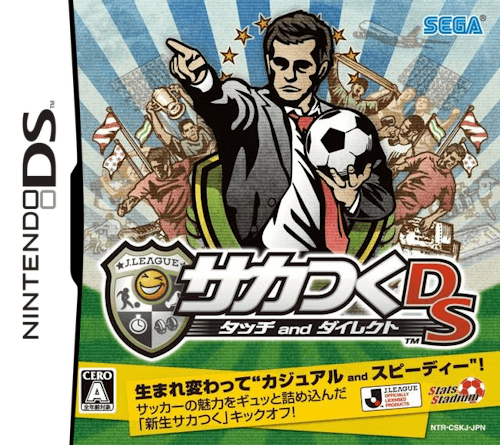 NINTENDO DS™
SEGA®
J.LEAGUE
サカつくDS™
タッチ and ダイレクト
CERO
A
全年齢対象
生まれ変わって“カジュアル and スピーディー”!
サッカーの魅力をギュッと詰め込んだ
「新生サカつく」キックオフ!
J.LEAGUE
OFFICIALLY
LICENSED
PRODUCTS
Stats
Stadium
NTR-CSKJ-JPN